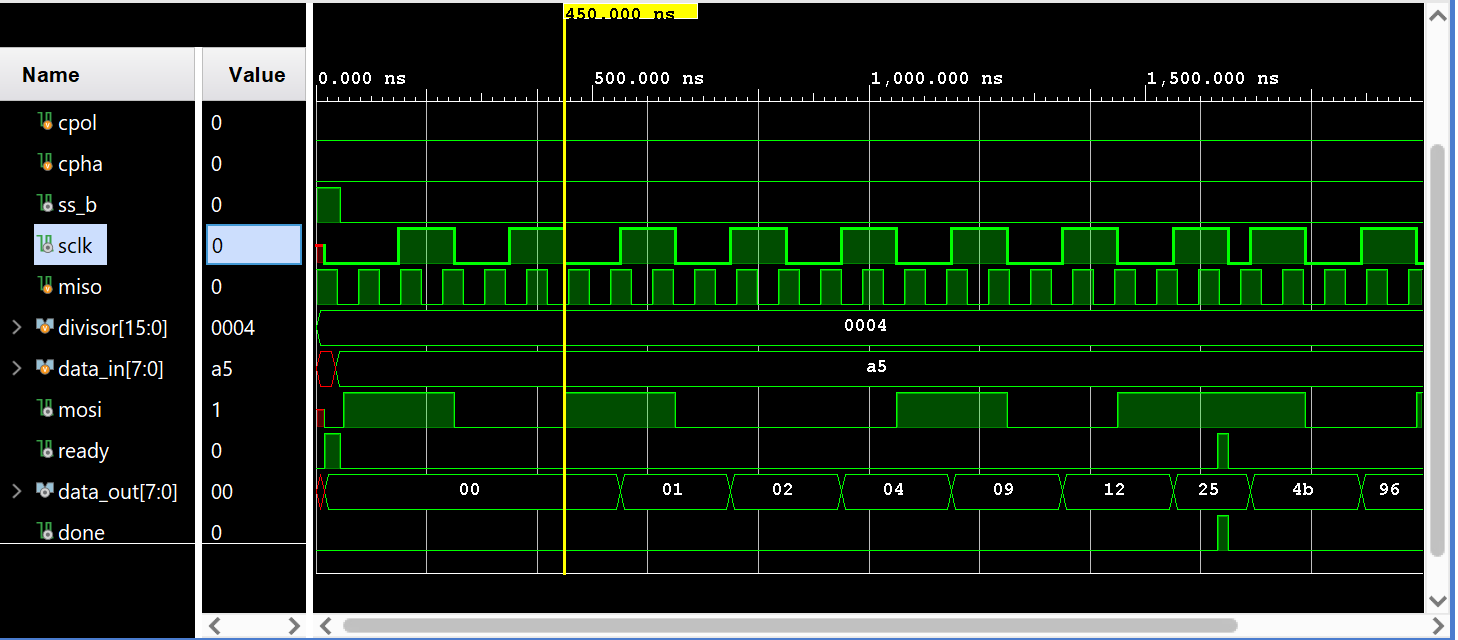 450.000 ns
Name Value
0.000 ns 500.000 ns 1,000.000 ns 1,500.000 ns
cpol 0
cpha 0
ss_b 0
sclk 0
miso 0
divisor[15:0] 0004 0004
data_in[7:0] a5 a5
mosi 1
ready 0
data_out[7:0] 00 00 01 02 04 09 12 25 4b 96
done 0